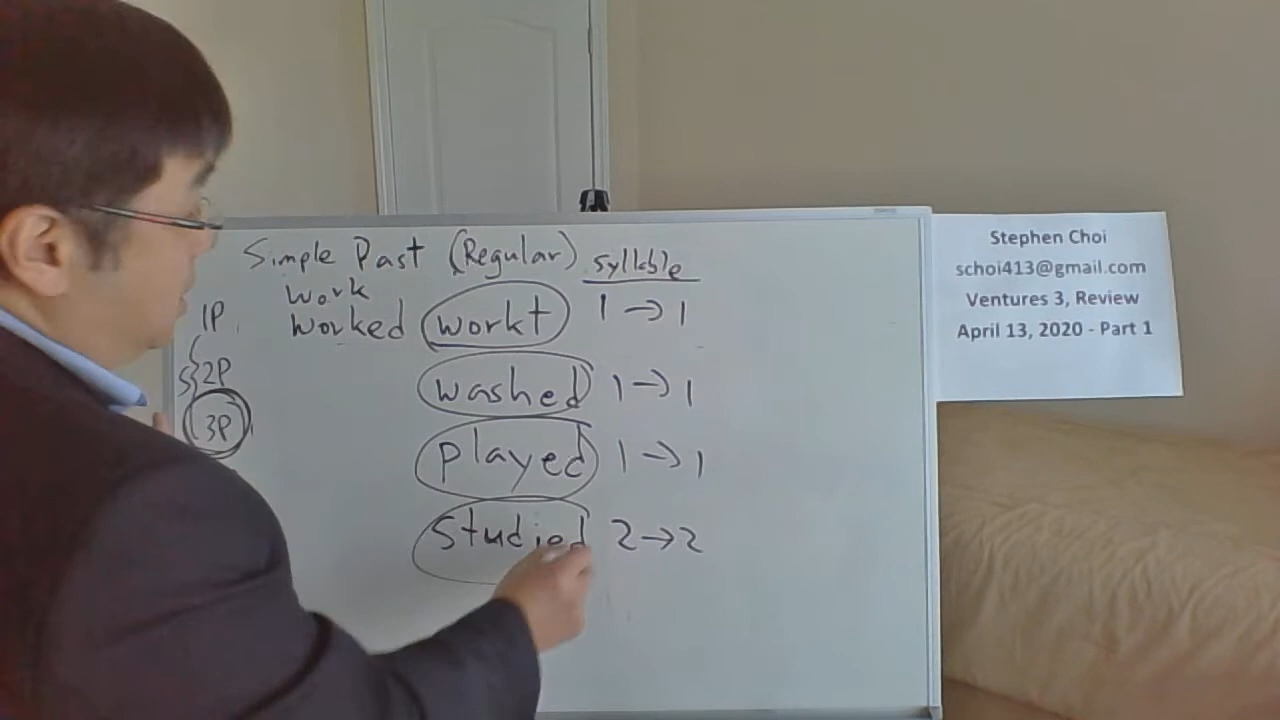 Simple Past (Regular) syllable
work
1P worked workt 1 → 1
S 2P washed 1 → 1
3P played 1 → 1
studied 2 → 2
Stephen Choi
schoi413@gmail.com
Ventures 3, Review
April 13, 2020 - Part 1